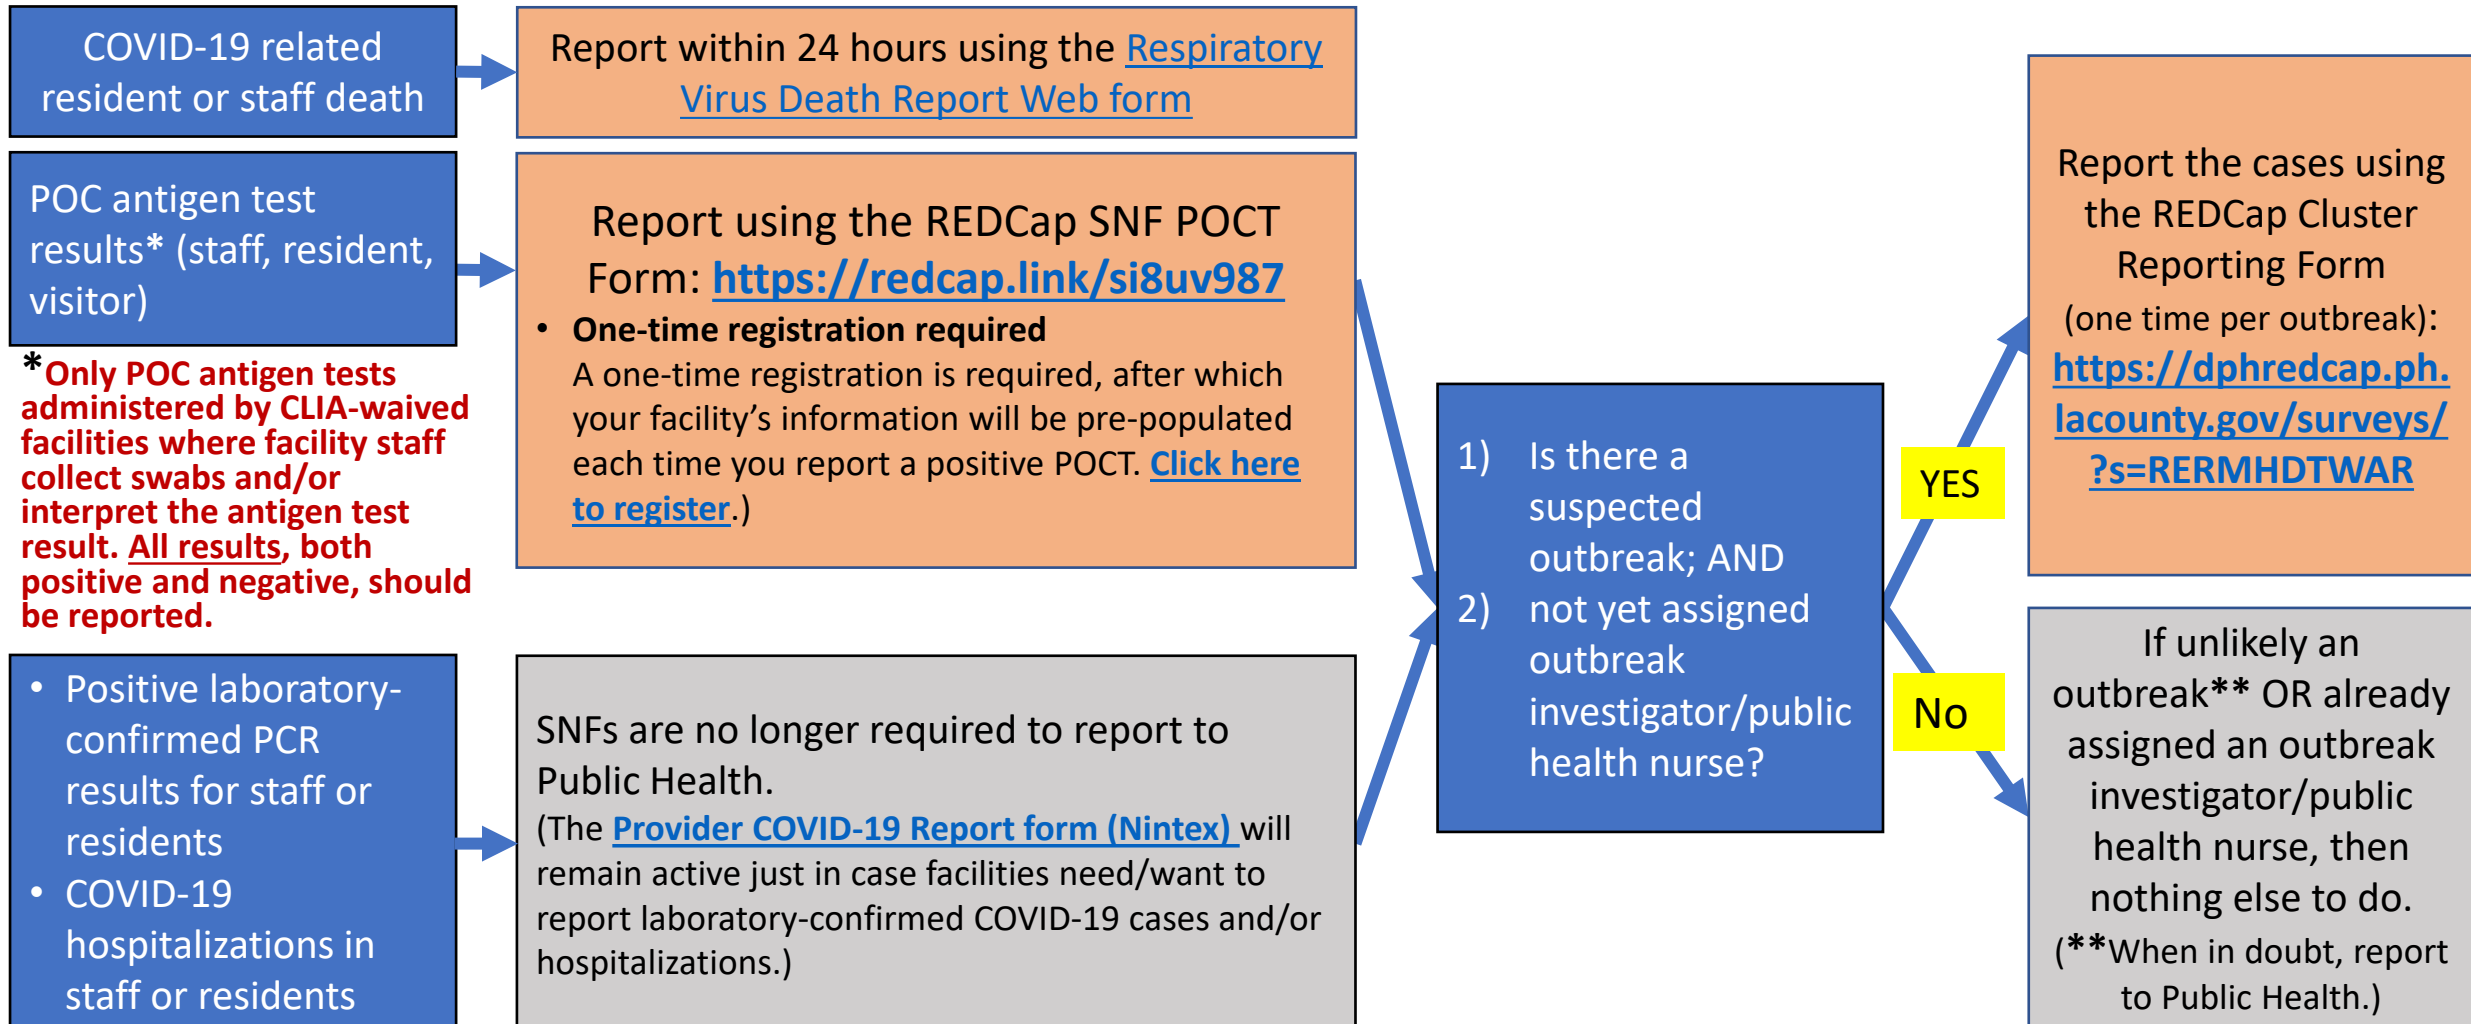 COVID-19 related
resident or staff death
Report within 24 hours using the Respiratory
Virus Death Report Web form
POC antigen test
results* (staff, resident,
visitor)
*Only POC antigen tests
administered by CLIA-waived
facilities where facility staff
collect swabs and/or
interpret the antigen test
result. All results, both
positive and negative, should
be reported.
Report using the REDCap SNF POCT
Form: https://redcap.link/si8uv987
• One-time registration required
A one-time registration is required, after which
your facility’s information will be pre-populated
each time you report a positive POCT. Click here
to register.)
• Positive laboratory-
confirmed PCR
results for staff or
residents
• COVID-19
hospitalizations in
staff or residents
SNFs are no longer required to report to
Public Health.
(The Provider COVID-19 Report form (Nintex) will
remain active just in case facilities need/want to
report laboratory-confirmed COVID-19 cases and/or
hospitalizations.)
1) Is there a
suspected
outbreak; AND
2) not yet assigned
outbreak
investigator/public
health nurse?
YES
No
Report the cases using
the REDCap Cluster
Reporting Form
(one time per outbreak):
https://dphredcap.ph.
lacounty.gov/surveys/
?s=RERMHDTWAR
If unlikely an
outbreak** OR already
assigned an outbreak
investigator/public
health nurse, then
nothing else to do.
(**When in doubt, report
to Public Health.)